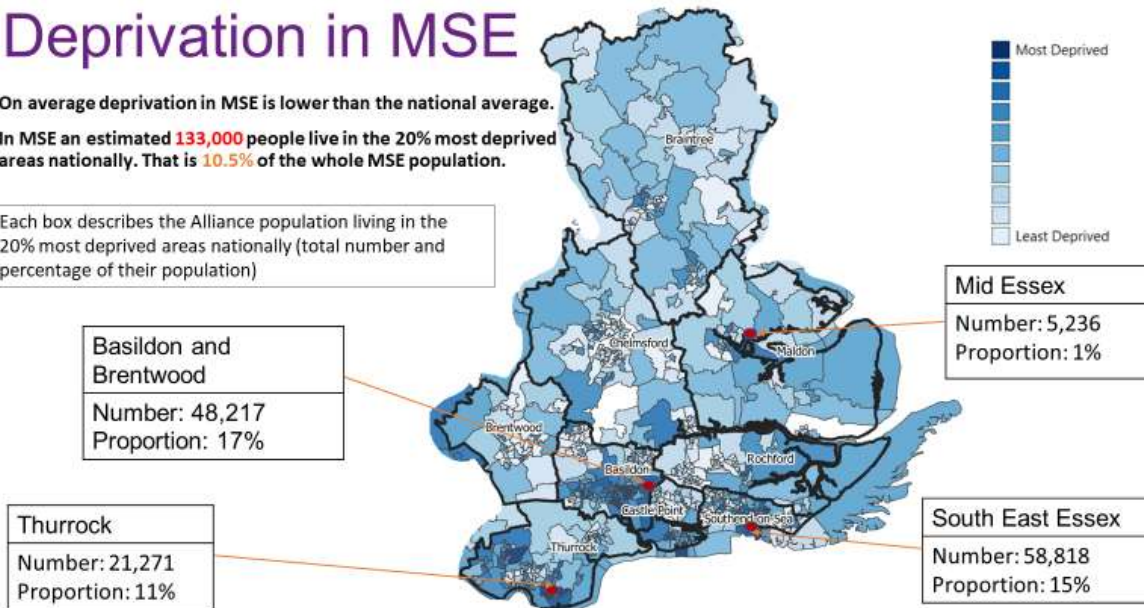 Deprivation in MSE
On average deprivation in MSE is lower than the national average.
In MSE an estimated 133,000 people live in the 20% most deprived
areas nationally. That is 10.5% of the whole MSE population.
Each box describes the Alliance population living in the
20% most deprived areas nationally (total number and
percentage of their population)
Most Deprived
Least Deprived
Braintree
Mid Essex
Number: 5,236
Proportion: 1%
Basildon and
Brentwood
Number: 48,217
Proportion: 17%
Chelmsford
Maldon
Brentwood
Basildon
Rochford
Castle Point
Southend-on-Sea
Thurrock
Thurrock
Number: 21,271
Proportion: 11%
South East Essex
Number: 58,818
Proportion: 15%